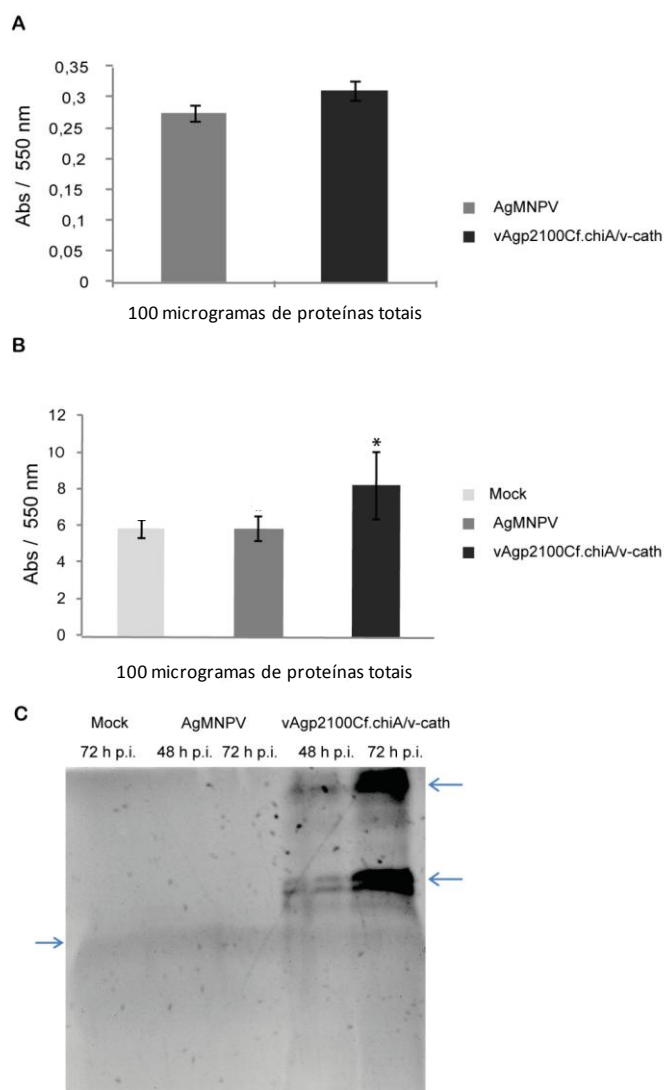 A
0,35
0,3
0,25
0,2
0,15
0,1
0,05
0
Abs / 550 nm
AgMNPV
vAgp2100Cf.chiA/v-cath
100 microgramas de proteínas totais
B
12
10
8
6
4
2
0
Abs / 550 nm
*
Mock
AgMNPV
vAgp2100Cf.chiA/v-cath
100 microgramas de proteínas totais
C
Mock AgMNPV vAgp2100Cf.chiA/v-cath
72 h p.i. 48 h p.i. 72 h p.i. 48 h p.i. 72 h p.i.